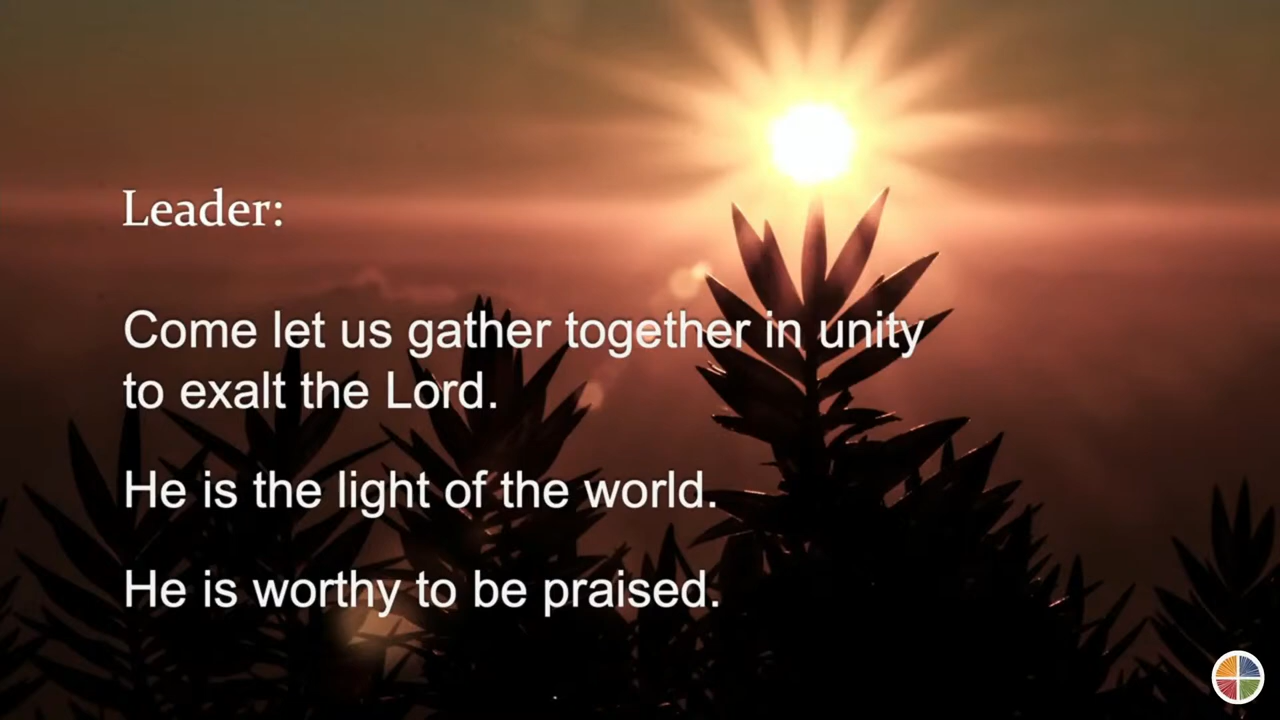 Leader:
Come let us gather together in unity
to exalt the Lord.
He is the light of the world.
He is worthy to be praised.